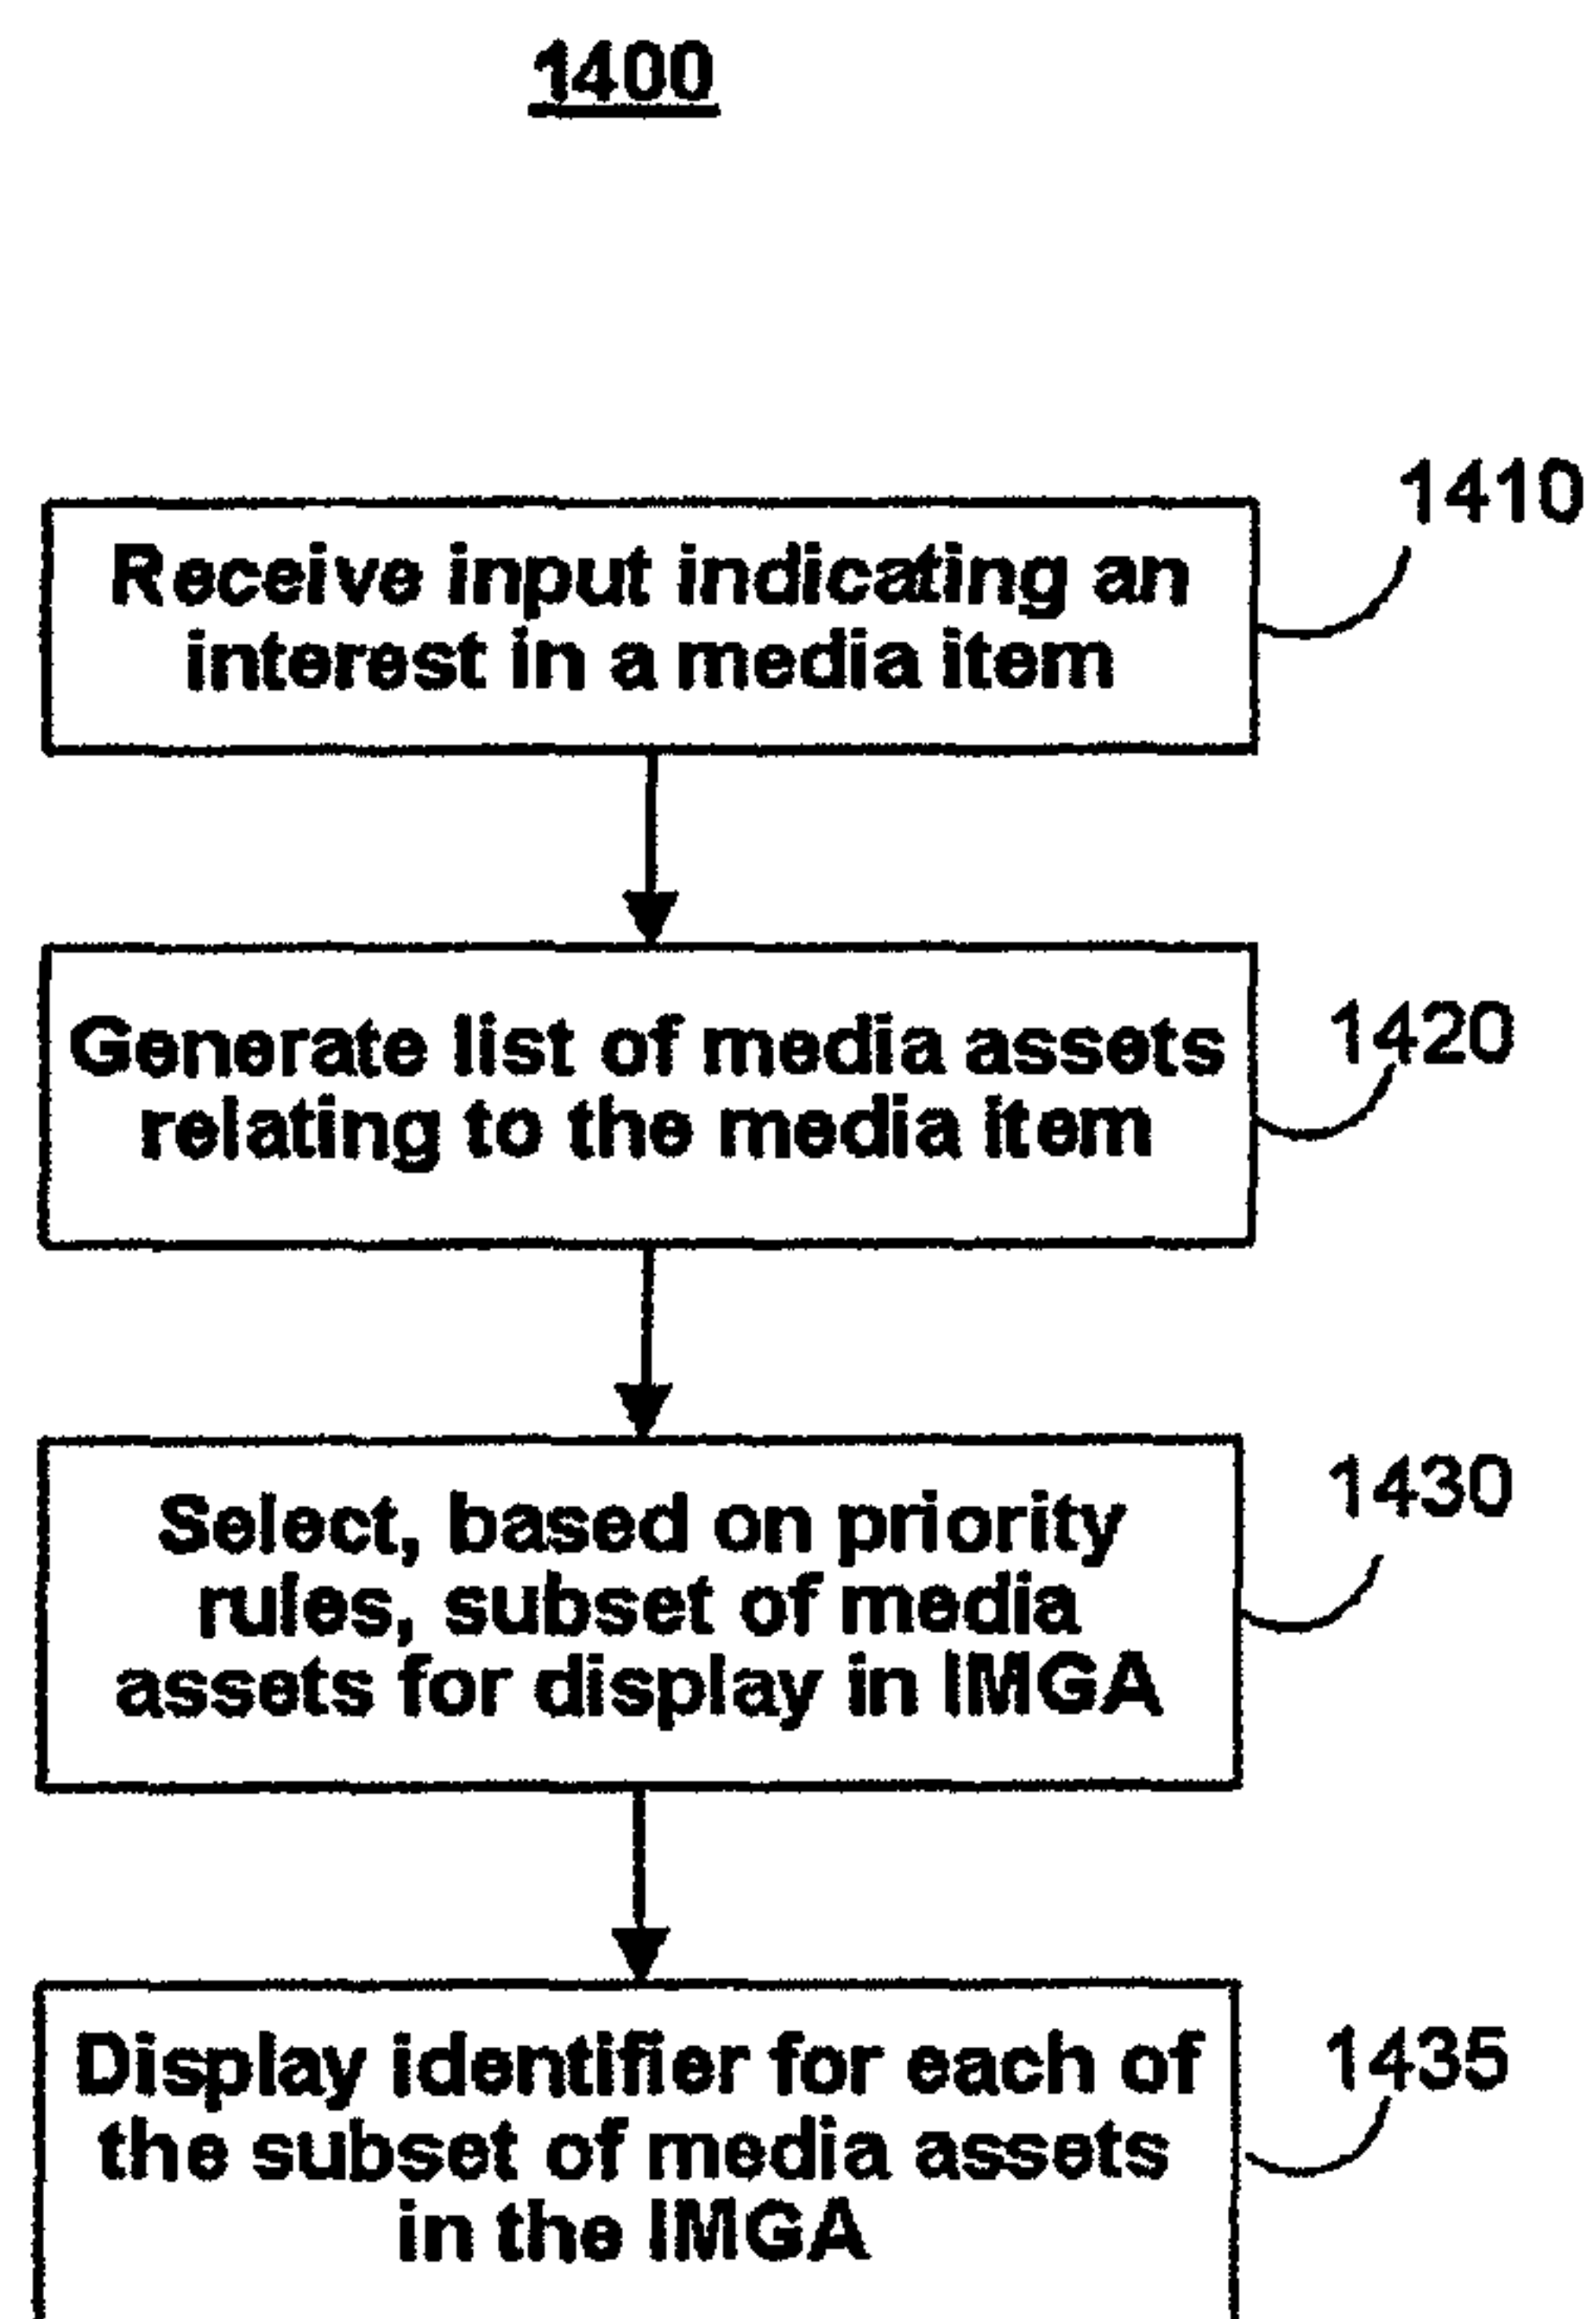 1400
1410
Receive input indicating an
interest in a media item
1420
Generate list of media assets
relating to the media item
1430
Select, based on priority
rules, subset of media
assets for display in IMGA
1435
Display identifier for each of
the subset of media assets
in the IMGA